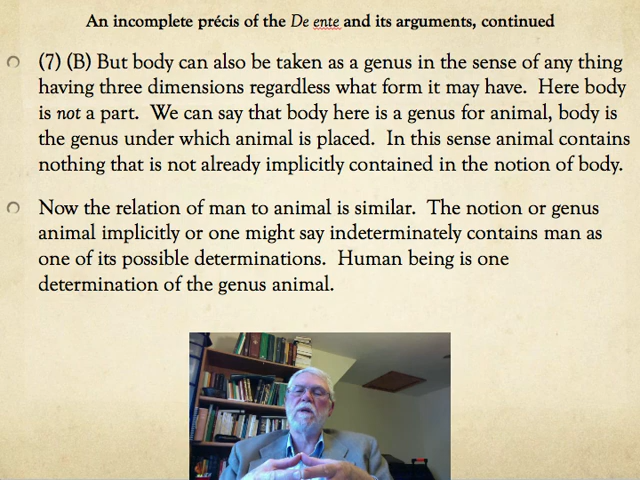 An incomplete précis of the De ente and its arguments, continued
(7) (B) But body can also be taken as a genus in the sense of any thing
having three dimensions regardless what form it may have. Here body
is not a part. We can say that body here is a genus for animal, body is
the genus under which animal is placed. In this sense animal contains
nothing that is not already implicitly contained in the notion of body.
Now the relation of man to animal is similar. The notion or genus
animal implicitly or one might say indeterminately contains man as
one of its possible determinations. Human being is one
determination of the genus animal.